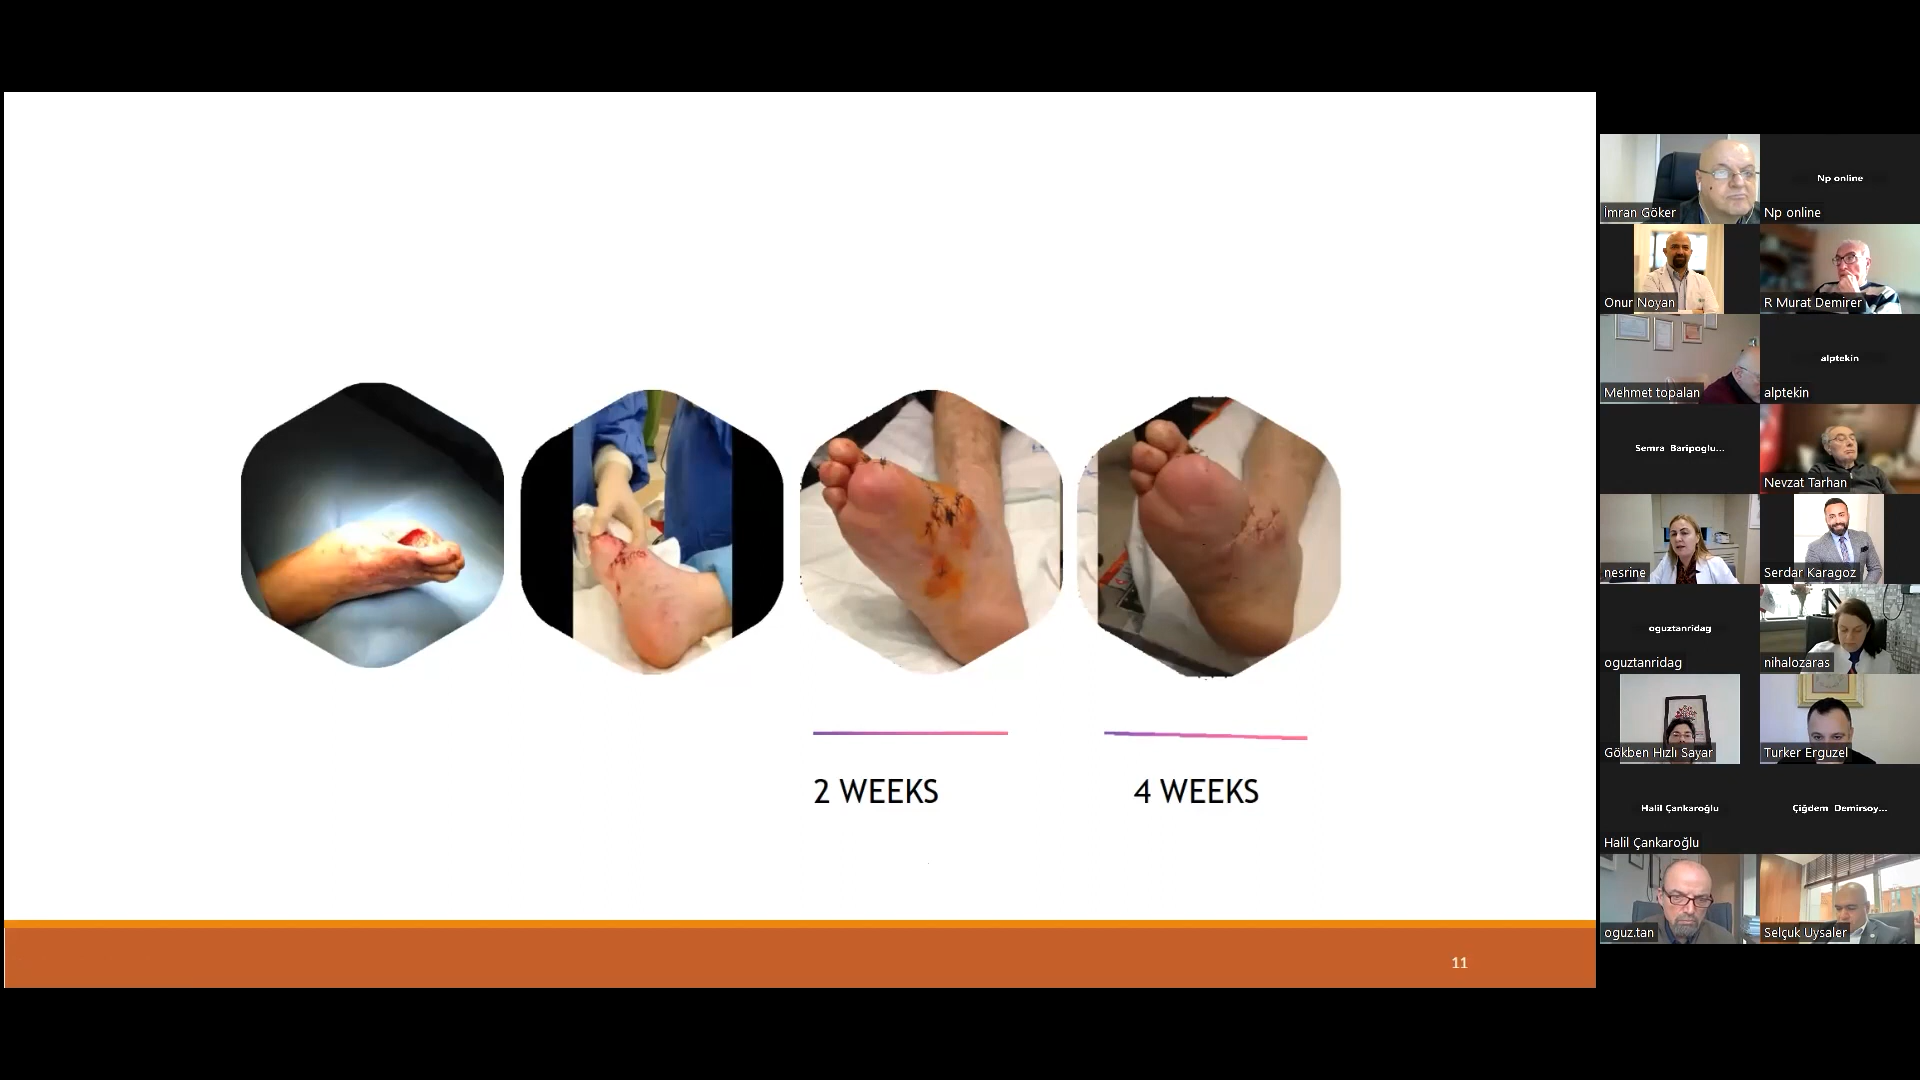 2 WEEKS
4 WEEKS
11
İmran Göker
Np online
Np online
Onur Noyan
R Murat Demirer
Mehmet topalan
alptekin
alptekin
Semra Baripoglu...
Nevzat Tarhan
nesrine
Serdar Karagoz
oguztanridag
oguztanridag
nihalozaras
Gökben Hızlı Sayar
Turker Erguzel
Halil Çankaroğlu
Halil Çankaroğlu
Çiğdem Demirsoy...
oguz.tan
Selçuk Uysaler